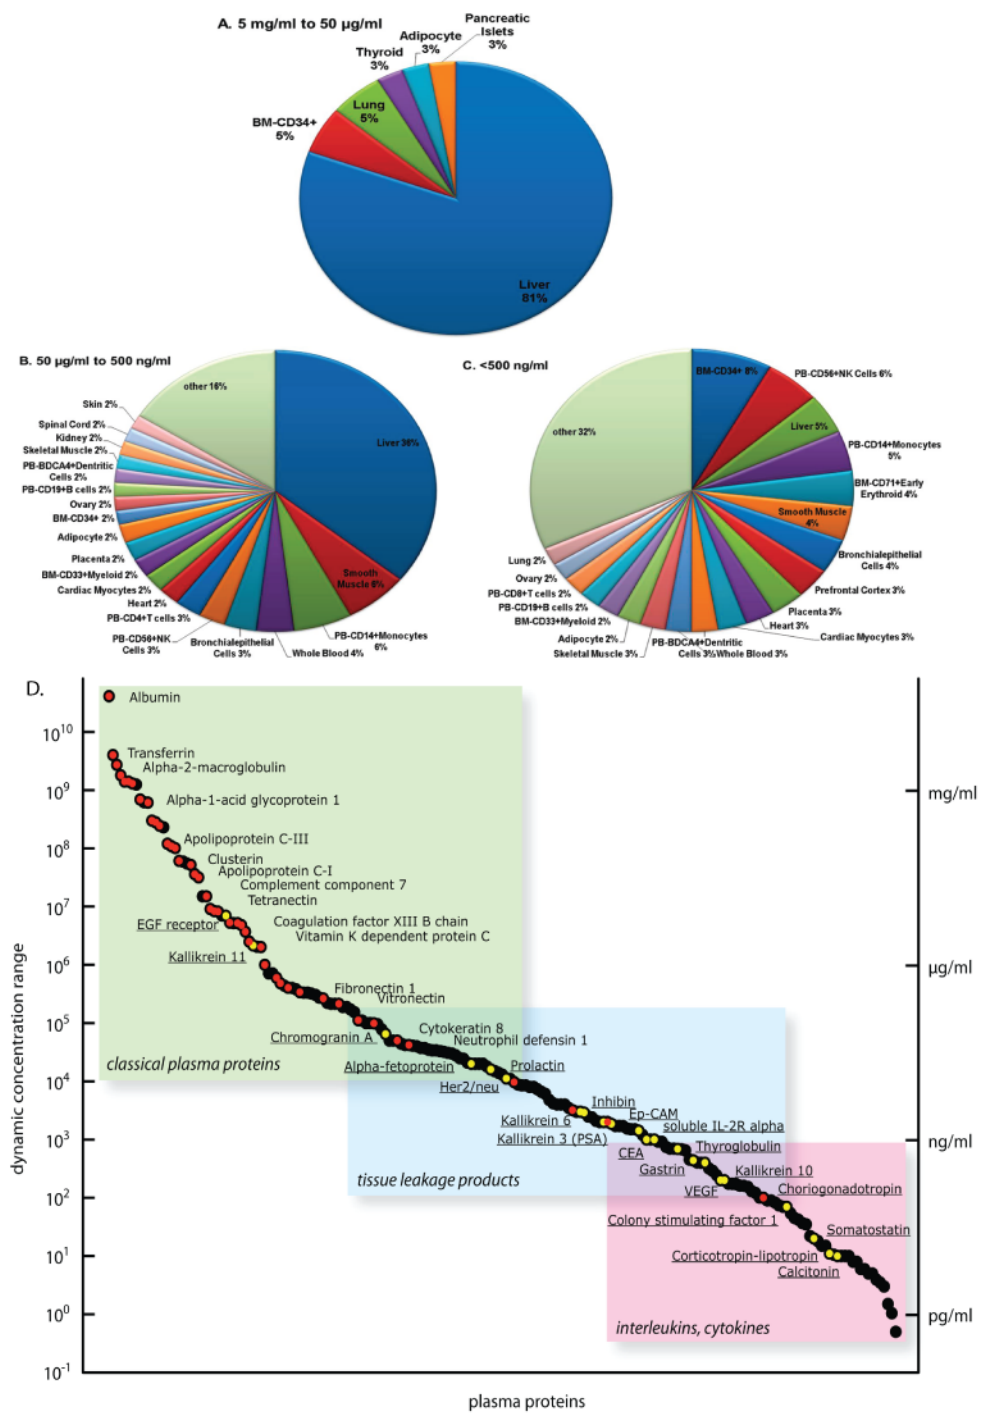 A. 5 mg/ml to 50 µg/ml
Pancreatic
Islets
3%
Adipocyte
3%
Thyroid
3%
Lung
5%
BM-CD34+
5%
Liver
81%
B. 50 µg/ml to 500 ng/ml
other 16%
Skin 2%
Spinal Cord 2%
Kidney 2%
Skeletal Muscle 2%
PB-BDCA4+Dentritic
Cells 2%
PB-CD19+B cells 2%
Ovary 2%
BM-CD34+ 2%
Adipocyte 2%
Placenta 2%
BM-CD33+Myeloid 2%
Cardiac Myocytes 2%
Heart 2%
PB-CD4+T cells 3%
PB-CD56+NK
Cells 3%
Bronchialepithelial
Cells 3%
Whole Blood 4%
PB-CD14+Monocytes
6%
Smooth
Muscle 6%
Liver 36%
C. <500 ng/ml
BM-CD34+ 8%
PB-CD56+NK Cells 6%
Liver 5%
PB-CD14+Monocytes
5%
BM-CD71+Early
Erythroid 4%
Smooth Muscle
4%
Bronchialepithelial
Cells 4%
Prefrontal Cortex 3%
Placenta 3%
Heart 3%
Cardiac Myocytes 3%
Whole Blood 3%
PB-BDCA4+Dentritic
Cells 3%
Skeletal Muscle 3%
Adipocyte 2%
BM-CD33+Myeloid 2%
PB-CD19+B cells 2%
PB-CD8+T cells 2%
Ovary 2%
Lung 2%
other 32%
D.
dynamic concentration range
10¹⁰
10⁹
10⁸
10⁷
10⁶
10⁵
10⁴
10³
10²
10¹
10⁰
10⁻¹
mg/ml
µg/ml
ng/ml
pg/ml
Albumin
Transferrin
Alpha-2-macroglobulin
Alpha-1-acid glycoprotein 1
Apolipoprotein C-III
Clusterin
Apolipoprotein C-I
Complement component 7
Tetranectin
EGF receptor
Coagulation factor XIII B chain
Vitamin K dependent protein C
Kallikrein 11
Fibronectin 1
Vitronectin
Chromogranin A
Cytokeratin 8
Neutrophil defensin 1
classical plasma proteins
Alpha-fetoprotein
Prolactin
Her2/neu
Inhibin
Kallikrein 6
Ep-CAM
Kallikrein 3 (PSA)
soluble IL-2R alpha
CEA
Thyroglobulin
Gastrin
Kallikrein 10
tissue leakage products
VEGF
Choriogonadotropin
Colony stimulating factor 1
Somatostatin
Corticotropin-lipotropin
Calcitonin
interleukins, cytokines
plasma proteins